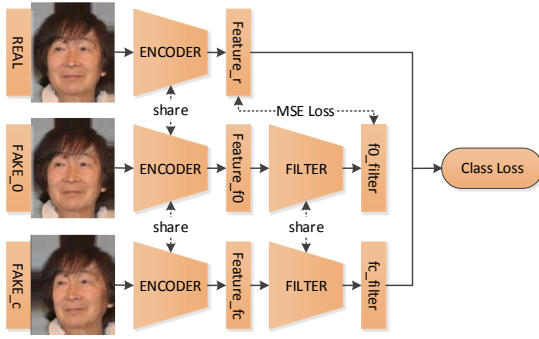 REAL
ENCODER
Feature_r
share
MSE Loss
FAKE_0
ENCODER
Feature_f0
FILTER
f0_filter
Class Loss
share
share
FAKE_c
ENCODER
Feature_fc
FILTER
fc_filter